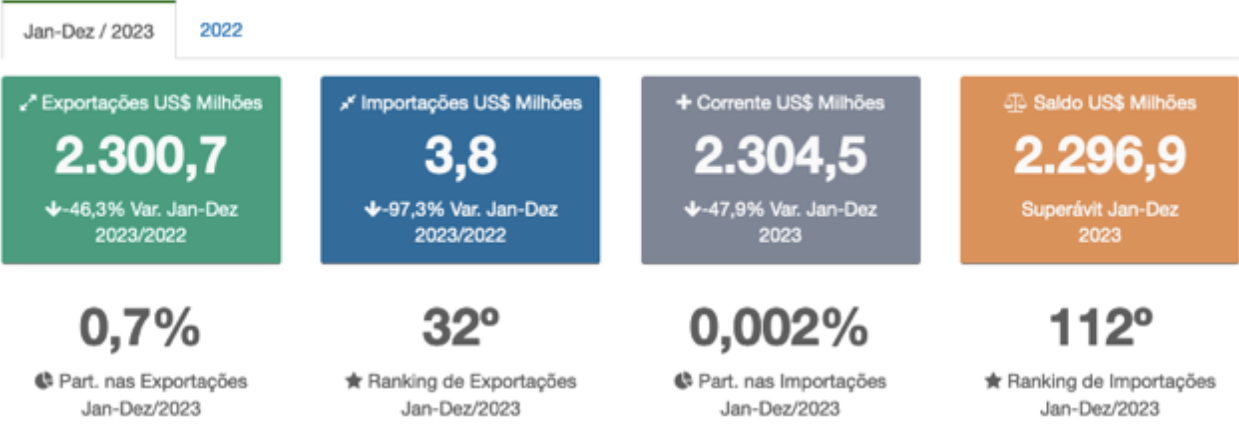 Jan-Dez / 2023
2022
Exportações US$ Milhões
2.300,7
-46,3% Var. Jan-Dez
2023/2022
Importações US$ Milhões
3,8
-97,3% Var. Jan-Dez
2023/2022
Corrente US$ Milhões
2.304,5
-47,9% Var. Jan-Dez
2023
Saldo US$ Milhões
2.296,9
Superávit Jan-Dez
2023
0,7%
Part. nas Exportações
Jan-Dez/2023
32º
Ranking de Exportações
Jan-Dez/2023
0,002%
Part. nas Importações
Jan-Dez/2023
112º
Ranking de Importações
Jan-Dez/2023